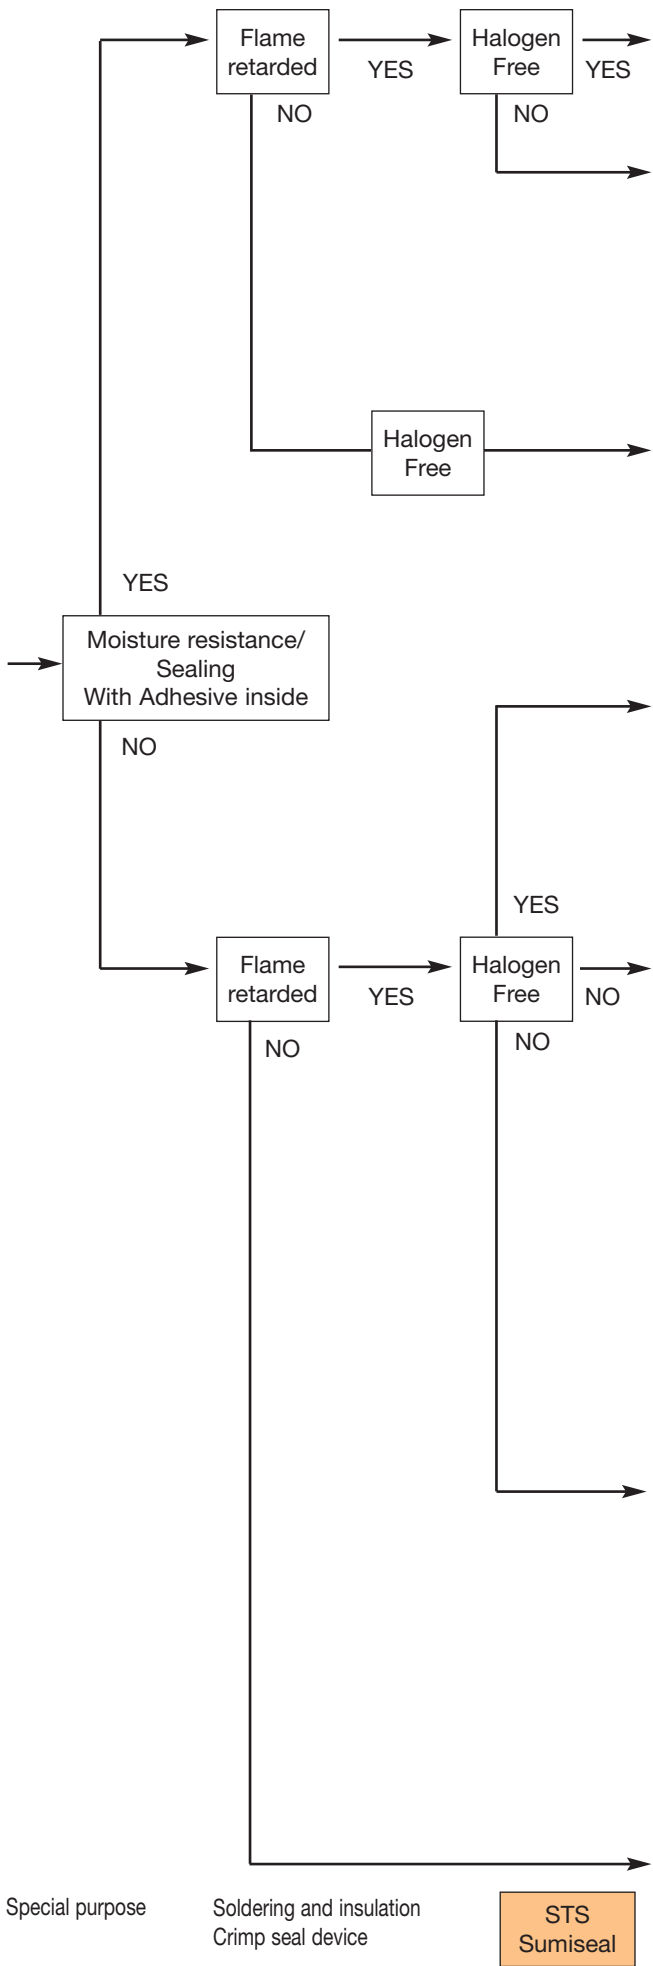 Flame
retarded
YES
Halogen
Free
YES
NO
NO
Halogen
Free
YES
Moisture resistance/
Sealing
With Adhesive inside
NO
YES
Flame
retarded
YES
Halogen
Free
NO
NO
NO
Special purpose
Soldering and insulation
Crimp seal device
STS
Sumiseal